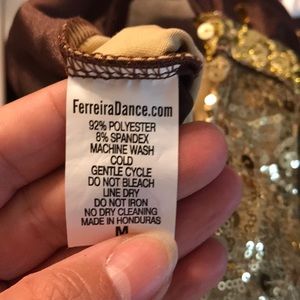 FerreiraDance.com
92% POLYESTER
8% SPANDEX
MACHINE WASH
COLD
GENTLE CYCLE
DO NOT BLEACH
LINE DRY
DO NOT IRON
NO DRY CLEANING
MADE IN HONDURAS
M